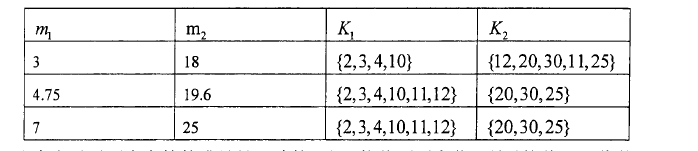 m₁ m₂ K₁ K₂
3 18 {2,3,4,10} {12,20,30,11,25}
4.75 19.6 {2,3,4,10,11,12} {20,30,25}
7 25 {2,3,4,10,11,12} {20,30,25}